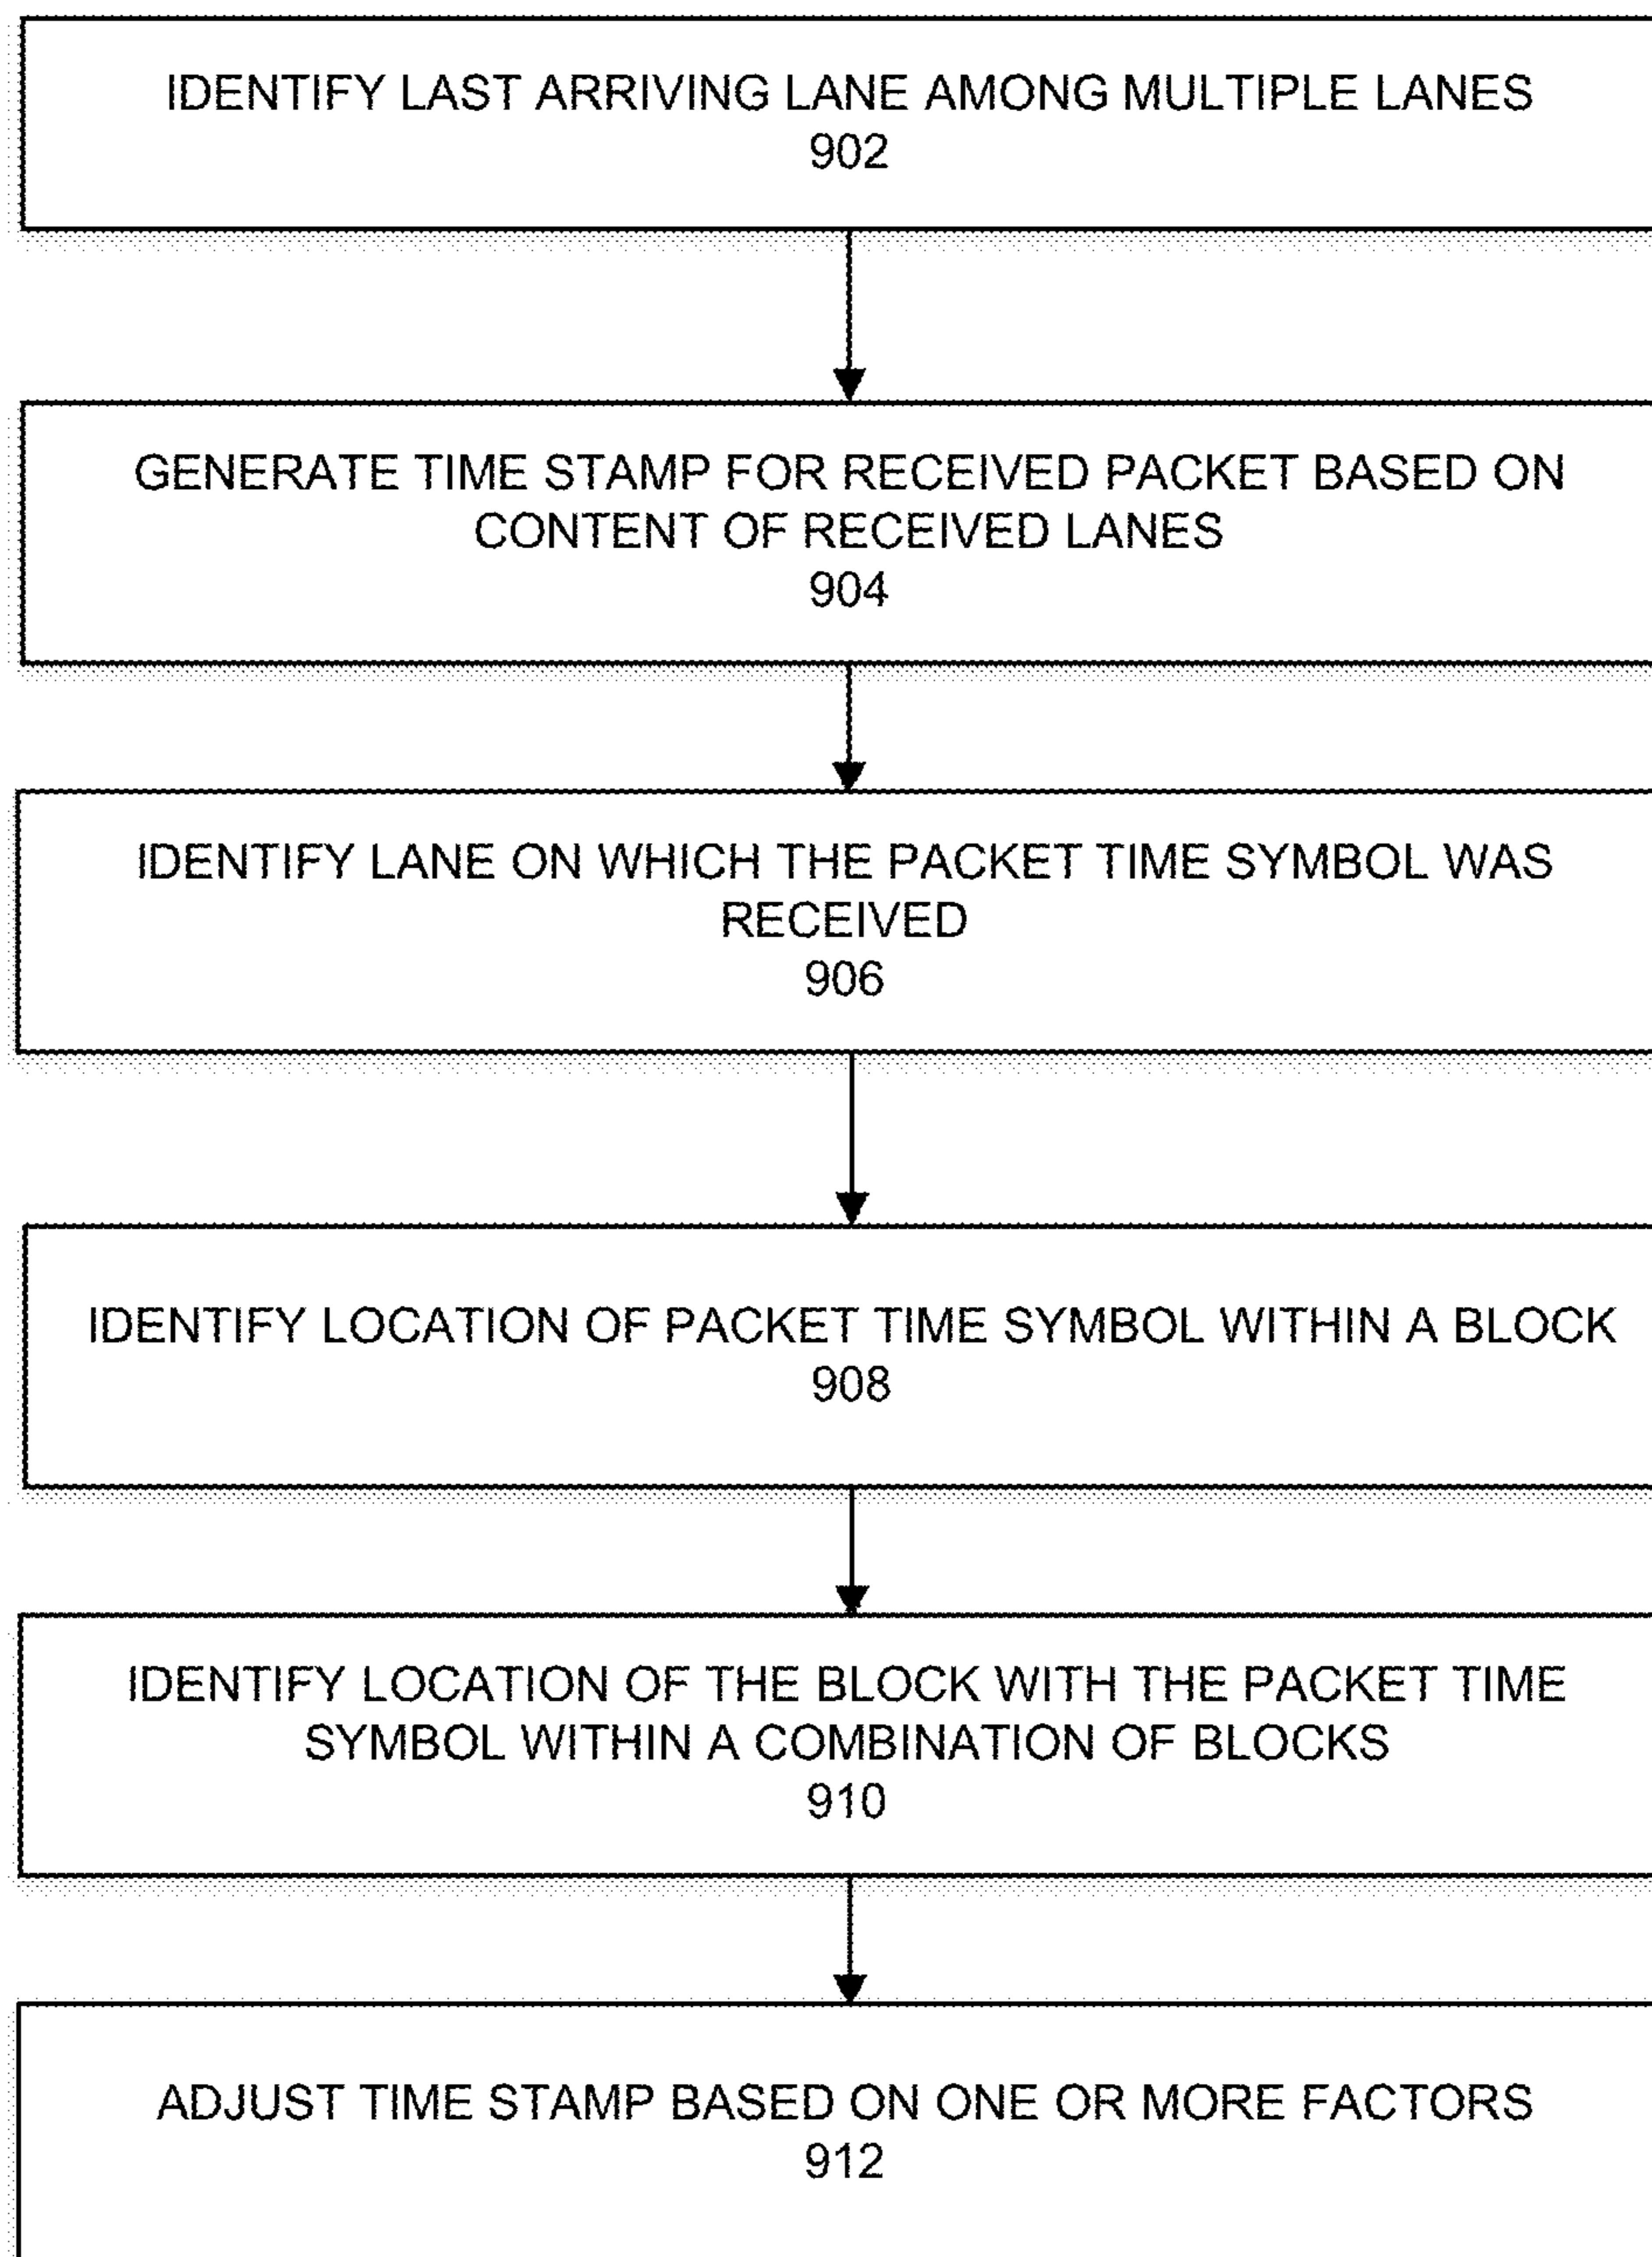 IDENTIFY LAST ARRIVING LANE AMONG MULTIPLE LANES
902
GENERATE TIME STAMP FOR RECEIVED PACKET BASED ON
CONTENT OF RECEIVED LANES
904
IDENTIFY LANE ON WHICH THE PACKET TIME SYMBOL WAS
RECEIVED
906
IDENTIFY LOCATION OF PACKET TIME SYMBOL WITHIN A BLOCK
908
IDENTIFY LOCATION OF THE BLOCK WITH THE PACKET TIME
SYMBOL WITHIN A COMBINATION OF BLOCKS
910
ADJUST TIME STAMP BASED ON ONE OR MORE FACTORS
912